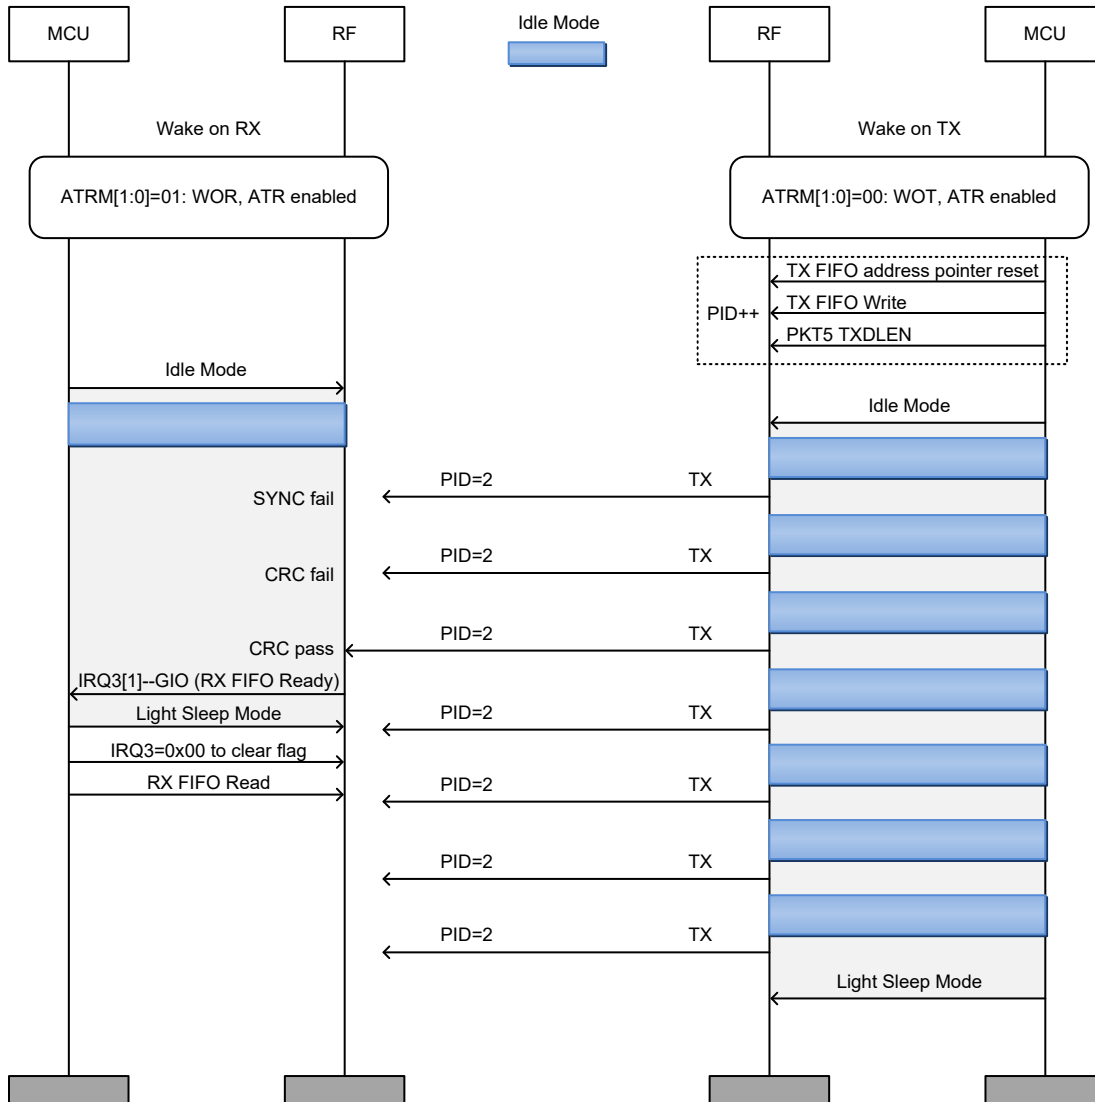 MCU
RF
Idle Mode
RF
MCU
Wake on RX
Wake on TX
ATRM[1:0]=01: WOR, ATR enabled
ATRM[1:0]=00: WOT, ATR enabled
TX FIFO address pointer reset
TX FIFO Write
PID++
PKT5 TXDLEN
Idle Mode
Idle Mode
PID=2
TX
SYNC fail
PID=2
TX
CRC fail
PID=2
TX
CRC pass
IRQ3[1]--GIO (RX FIFO Ready)
Light Sleep Mode
PID=2
TX
IRQ3=0x00 to clear flag
RX FIFO Read
PID=2
TX
PID=2
TX
PID=2
TX
Light Sleep Mode